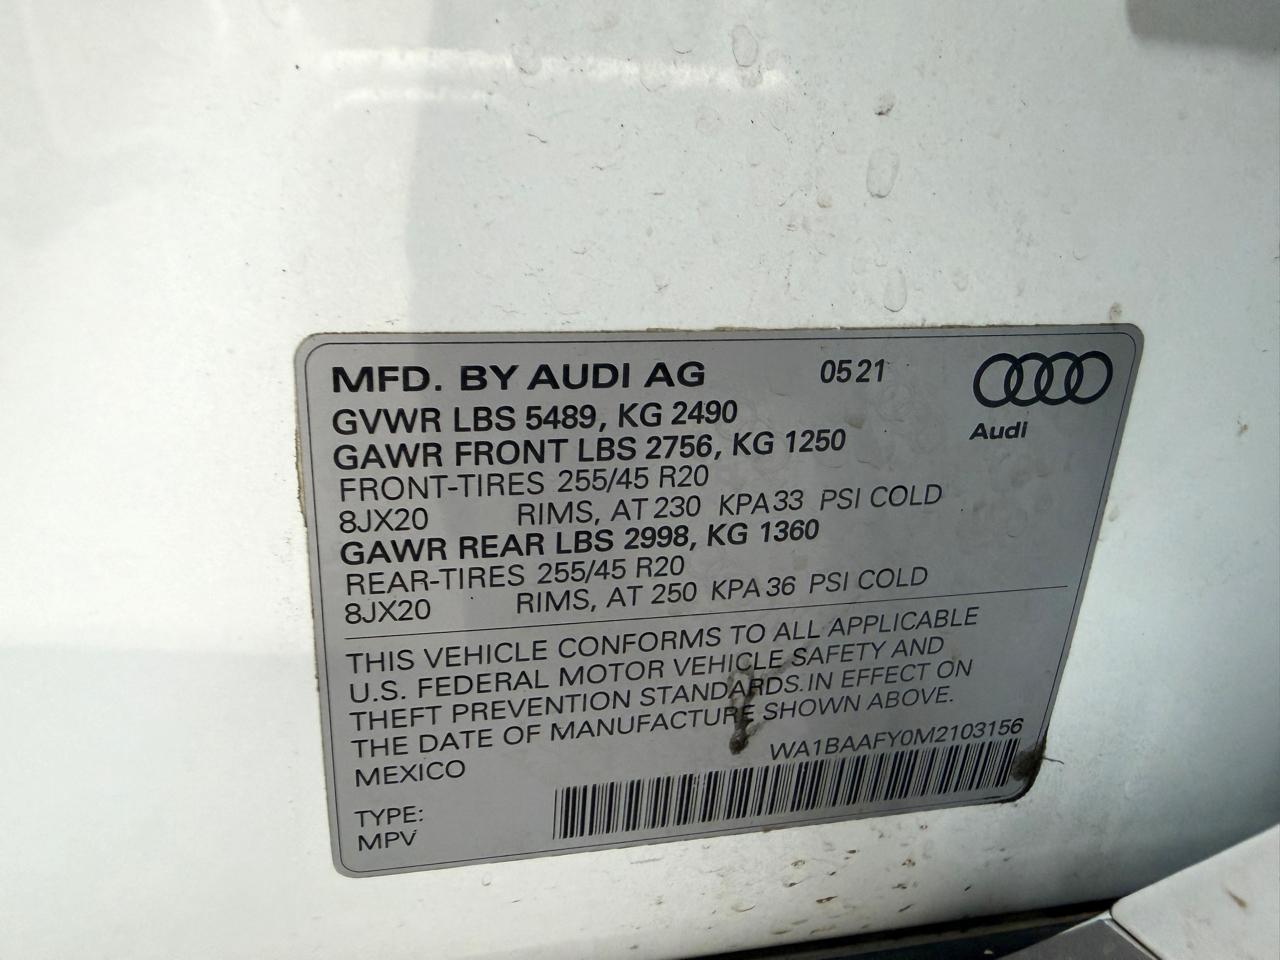 MFD. BY AUDI AG 0521
GVWR LBS 5489, KG 2490
Audi
GAWR FRONT LBS 2756, KG 1250
FRONT-TIRES 255/45 R20
8JX20 RIMS, AT 230 KPA 33 PSI COLD
GAWR REAR LBS 2998, KG 1360
REAR-TIRES 255/45 R20
8JX20 RIMS, AT 250 KPA 36 PSI COLD
THIS VEHICLE CONFORMS TO ALL APPLICABLE
U.S. FEDERAL MOTOR VEHICLE SAFETY AND
THEFT PREVENTION STANDARDS.IN EFFECT ON
THE DATE OF MANUFACTURE SHOWN ABOVE.
MEXICO WA1BAAFY0M2103156
TYPE:
MPV